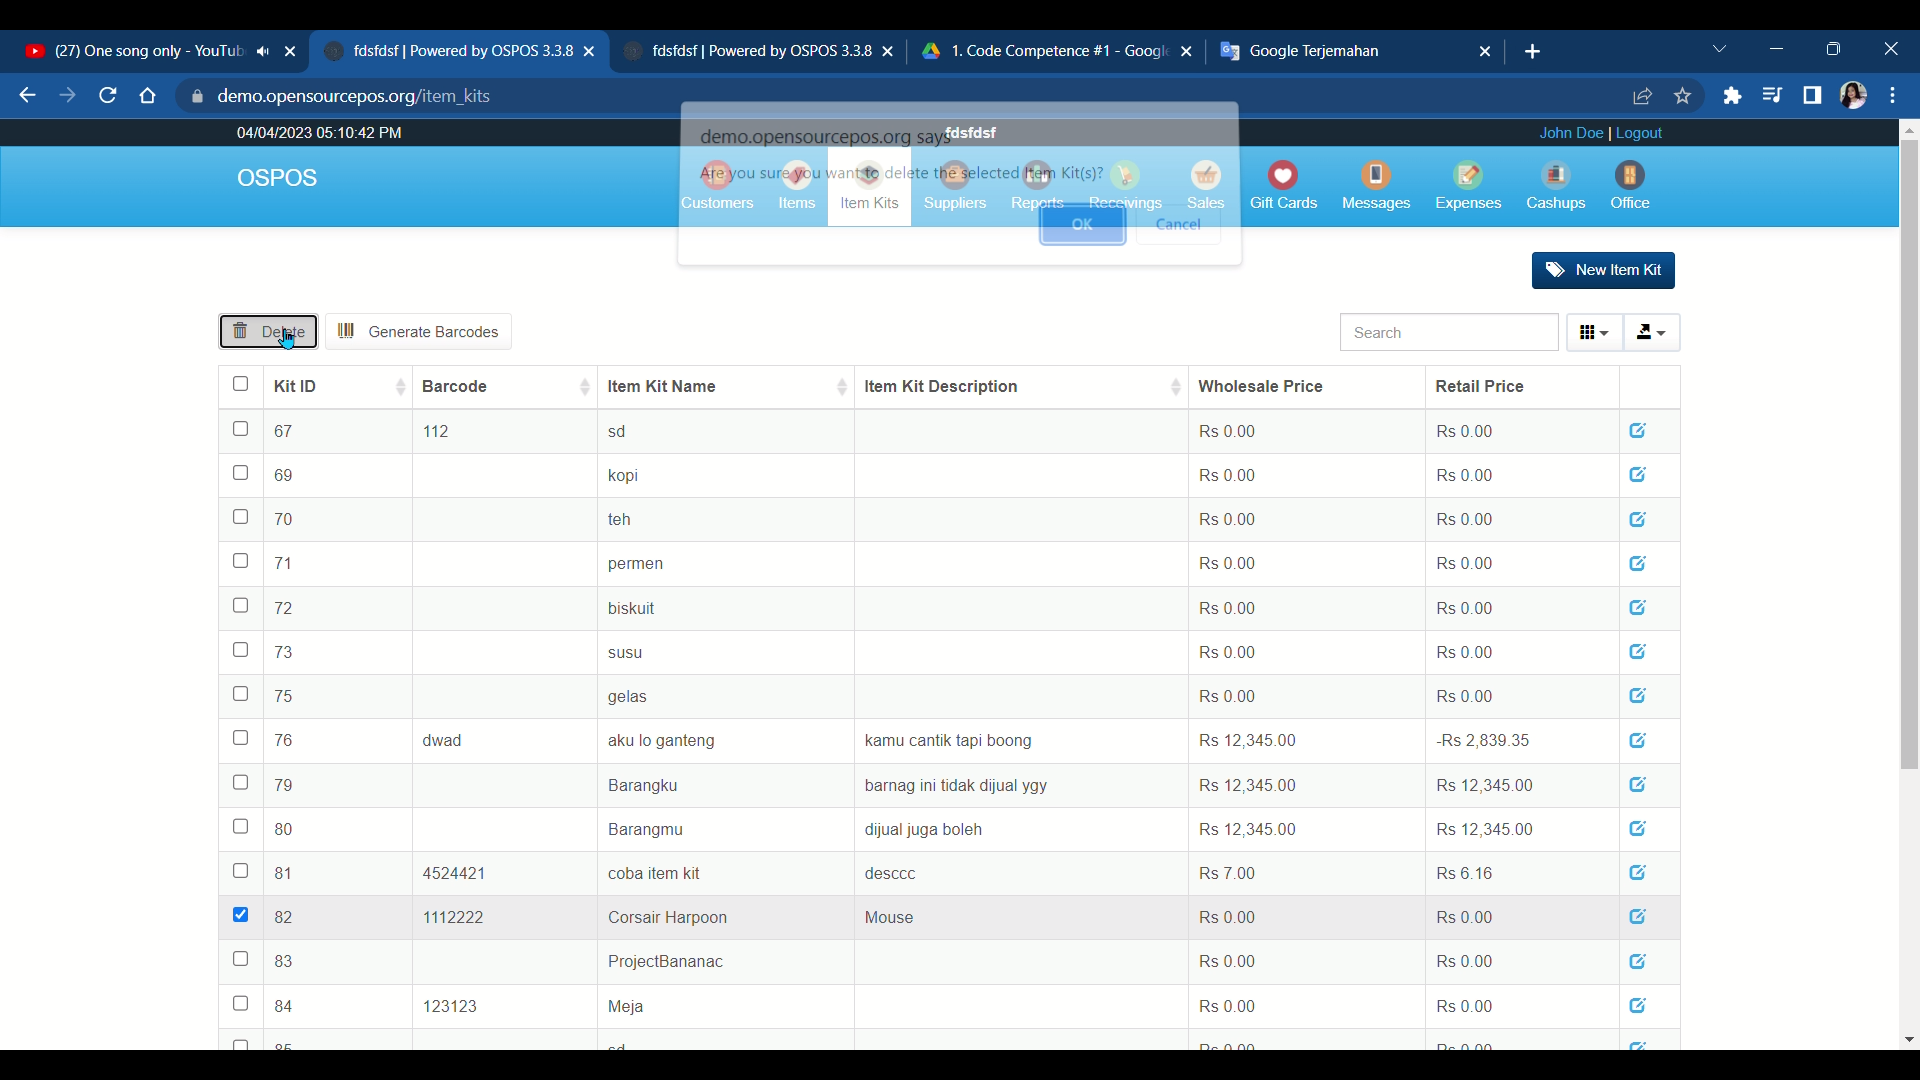 (27) One song only - YouTub
fdsfdsf | Powered by OSPOS 3.3.8
fdsfdsf | Powered by OSPOS 3.3.8
1. Code Competence #1 - Google
Google Terjemahan
demo.opensourcepos.org/item_kits
04/04/2023 05:10:42 PM
fdsfdsf
John Doe | Logout
demo.opensourcepos.org says
Are you sure you want to delete the selected Item Kit(s)?
OK
Cancel
OSPOS
Customers
Items
Item Kits
Suppliers
Reports
Receivings
Sales
Gift Cards
Messages
Expenses
Cashups
Office
New Item Kit
Delete
Generate Barcodes
Search
Kit ID Barcode Item Kit Name Item Kit Description Wholesale Price Retail Price
67 112 sd Rs 0.00 Rs 0.00
69 kopi Rs 0.00 Rs 0.00
70 teh Rs 0.00 Rs 0.00
71 permen Rs 0.00 Rs 0.00
72 biskuit Rs 0.00 Rs 0.00
73 susu Rs 0.00 Rs 0.00
75 gelas Rs 0.00 Rs 0.00
76 dwad aku lo ganteng kamu cantik tapi boong Rs 12,345.00 -Rs 2,839.35
79 Barangku barnag ini tidak dijual ygy Rs 12,345.00 Rs 12,345.00
80 Barangmu dijual juga boleh Rs 12,345.00 Rs 12,345.00
81 4524421 coba item kit desccc Rs 7.00 Rs 6.16
82 1112222 Corsair Harpoon Mouse Rs 0.00 Rs 0.00
83 ProjectBananac Rs 0.00 Rs 0.00
84 123123 Meja Rs 0.00 Rs 0.00
85 sd Rs 0.00 Rs 0.00